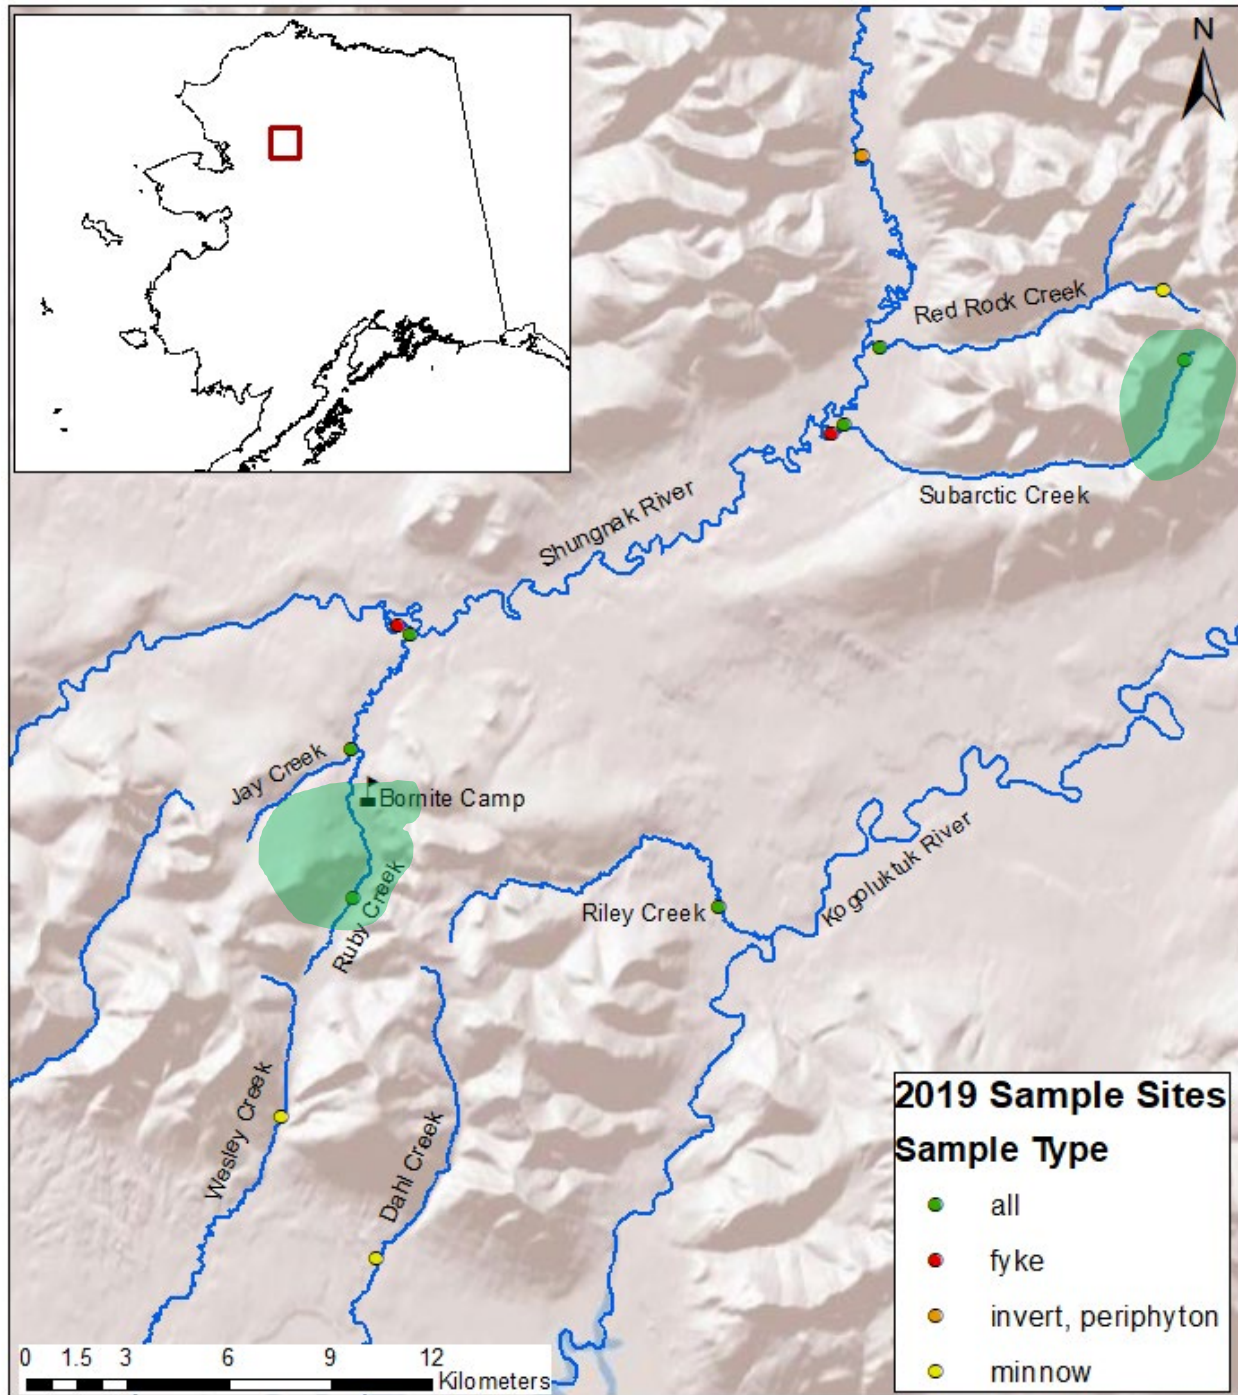 N
Red Rock Creek
Subarctic Creek
Shungnak River
Jay Creek
Bornite Camp
Ruby Creek
Riley Creek
Kogoluktuk River
Wesley Creek
Dahl Creek
2019 Sample Sites
Sample Type
all
fyke
invert, periphyton
minnow
0 1.5 3 6 9 12
Kilometers